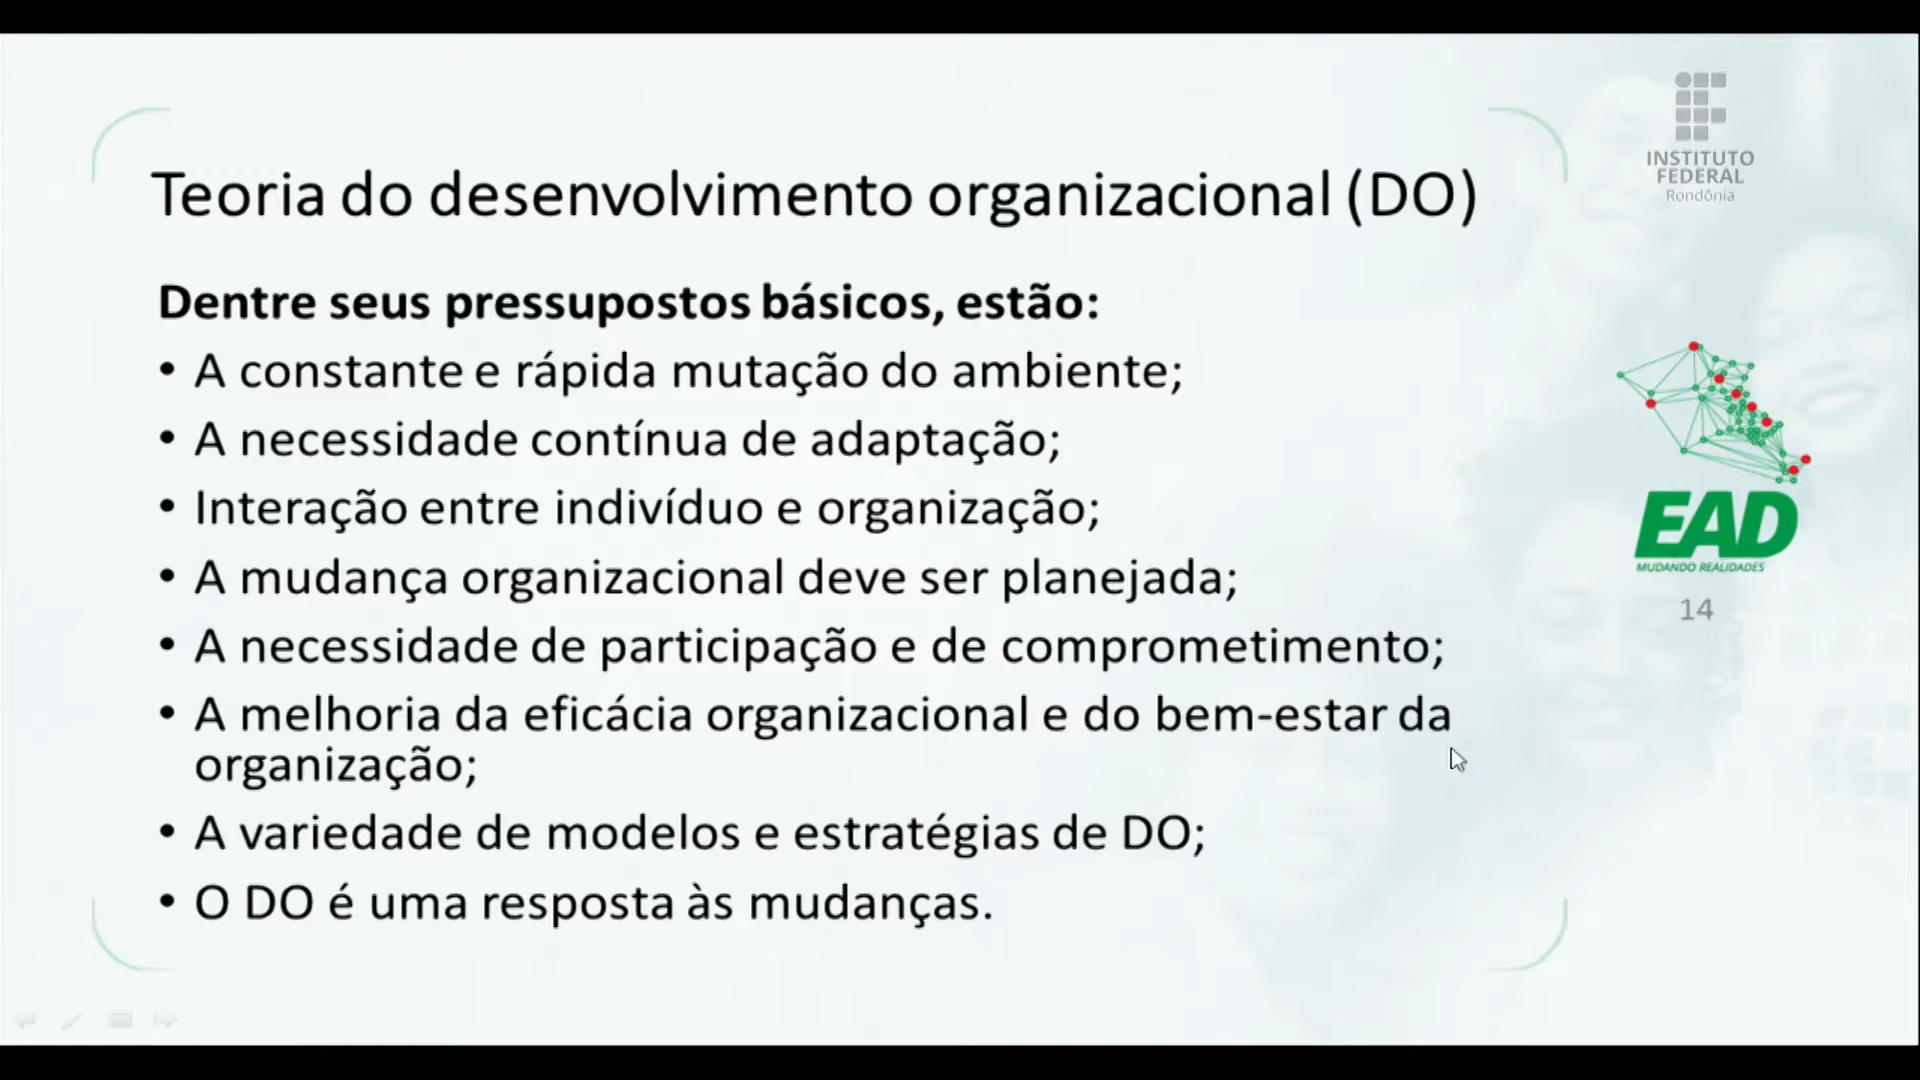 INSTITUTO
FEDERAL
Rondônia
Teoria do desenvolvimento organizacional (DO)
Dentre seus pressupostos básicos, estão:
• A constante e rápida mutação do ambiente;
• A necessidade contínua de adaptação;
• Interação entre indivíduo e organização;
• A mudança organizacional deve ser planejada;
• A necessidade de participação e de comprometimento;
• A melhoria da eficácia organizacional e do bem-estar da
organização;
• A variedade de modelos e estratégias de DO;
• O DO é uma resposta às mudanças.
EAD
MUDANDO REALIDADES
14